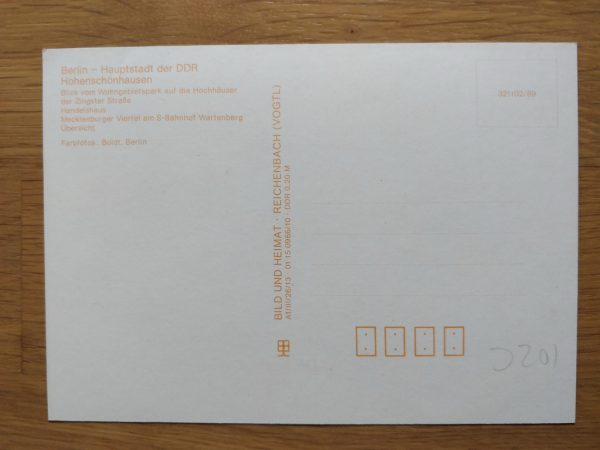 Berlin – Hauptstadt der DDR
Hohenschönhausen
Blick vom Wohngebietspark auf die Hochhäuser
der Zingster Straße
Handelshaus
Mecklenburger Viertel am S-Bahnhof Wartenberg
Übersicht
Farbfotos: Boldt, Berlin
BILD UND HEIMAT · REICHENBACH (VOGTL)
A1/III/26/13 · 01 15 0966/10 · DDR 0,20 M
321/02/89